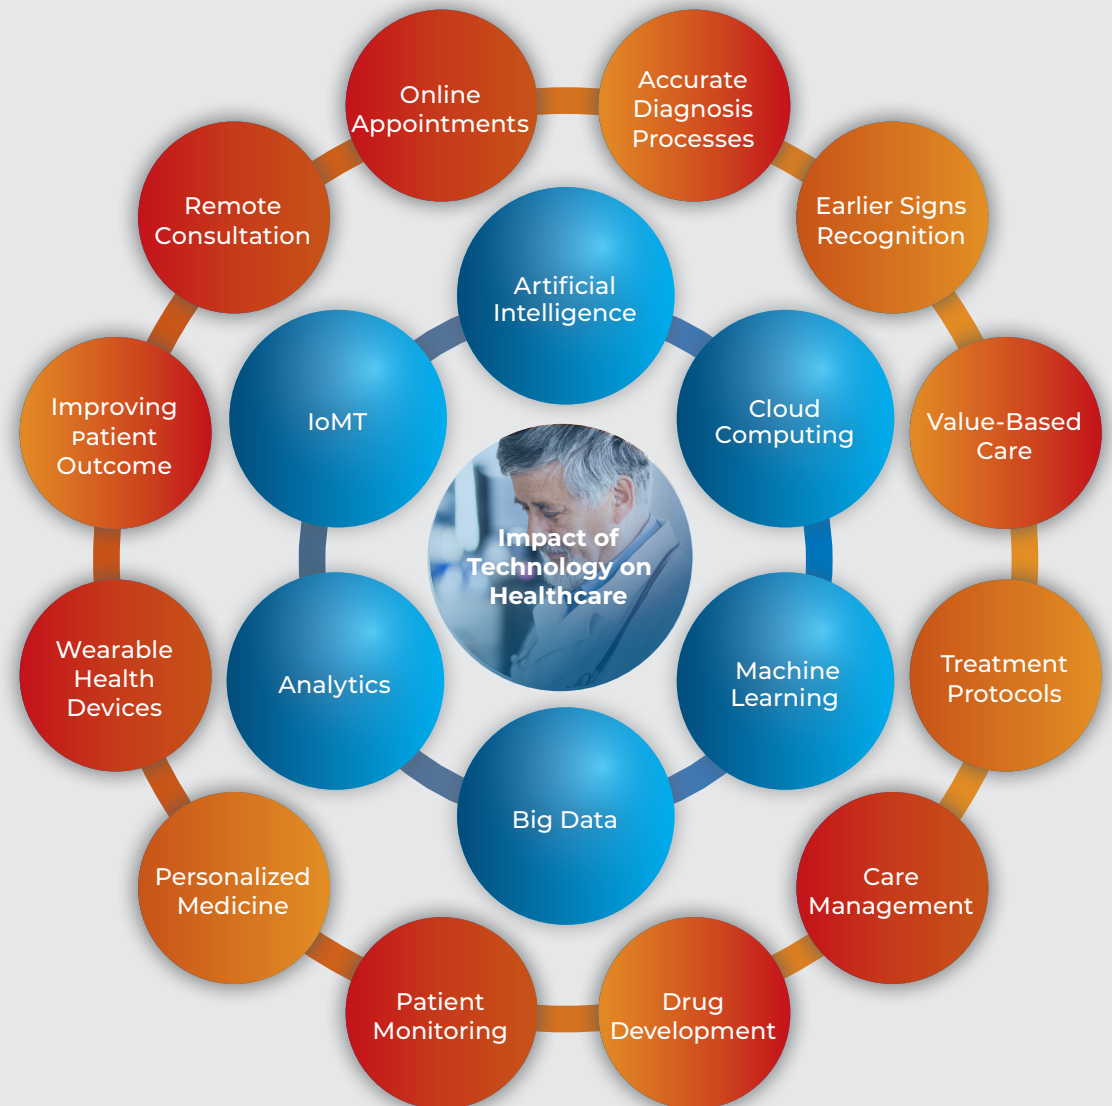 Online
Appointments
Accurate
Diagnosis
Processes
Remote
Consultation
Earlier Signs
Recognition
Artificial
Intelligence
Improving
Patient
Outcome
IoMT
Cloud
Computing
Value-Based
Care
Impact of
Technology on
Healthcare
Wearable
Health
Devices
Analytics
Machine
Learning
Treatment
Protocols
Big Data
Personalized
Medicine
Care
Management
Patient
Monitoring
Drug
Development